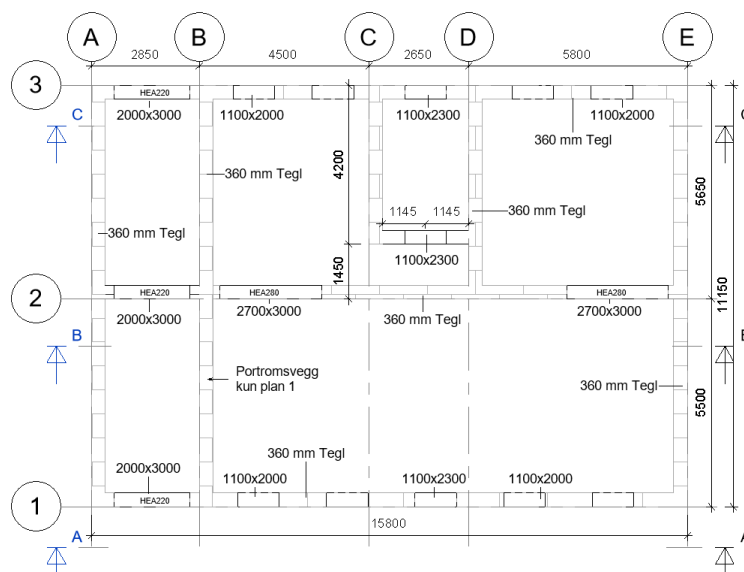 A B C D E
2850 4500 2650 5800
3
HEA220
2000x3000 1100x2000 1100x2300 1100x2000
C C
360 mm Tegl
4200
360 mm Tegl
5650
1145 1145
360 mm Tegl
360 mm Tegl
1100x2300
1450
2
HEA220 HEA280 HEA280
2000x3000 2700x3000 2700x3000
11150
360 mm Tegl
B B
Portromsvegg
kun plan 1
360 mm Tegl
5500
360 mm Tegl
2000x3000 1100x2000 1100x2300 1100x2000
HEA220
1
15800
A A